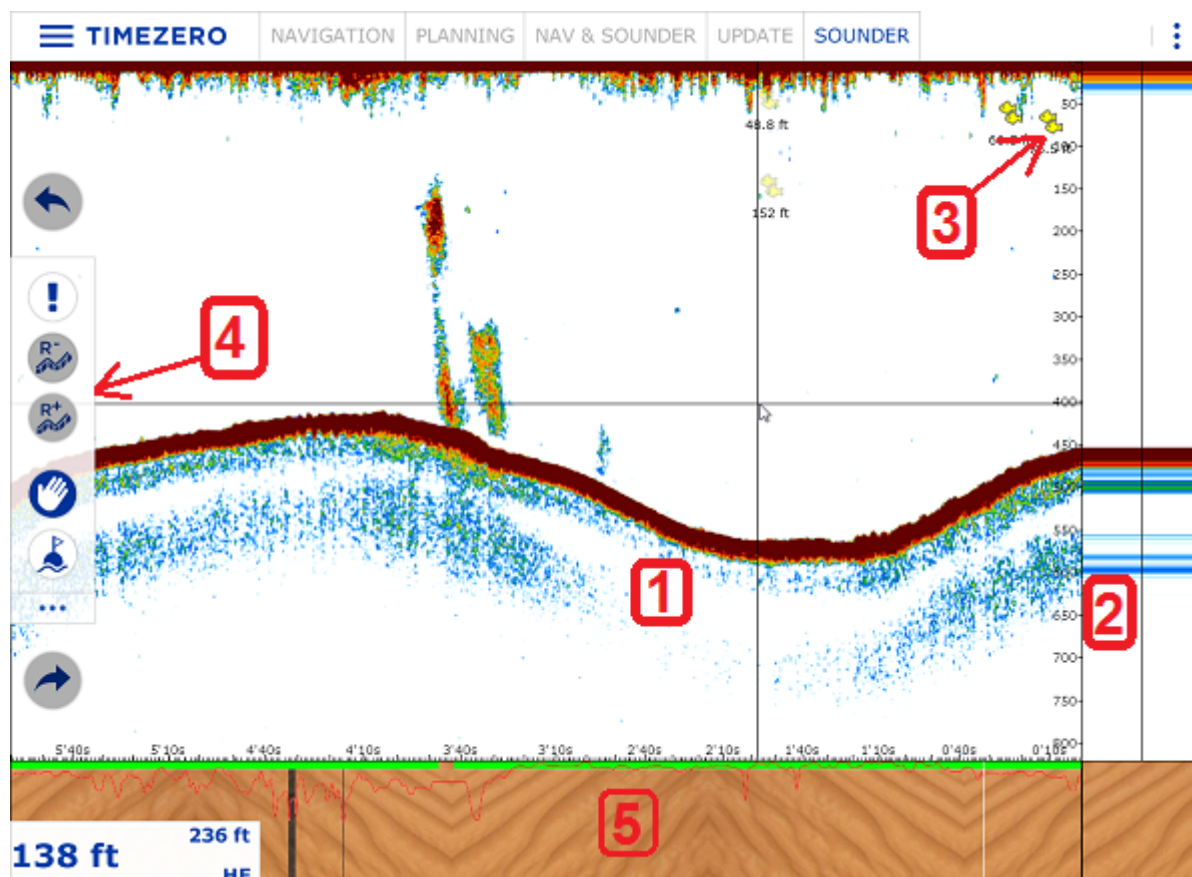 TIMEZERO
NAVIGATION
PLANNING
NAV & SOUNDER
UPDATE
SOUNDER
50
48.8 ft
150
152 ft
3
200
250
!
300
4
R-
350
R+
400
450
550
1
2
650
700
750
5'40s 5'10s 4'40s 4'10s 3'40s 3'10s 2'40s 2'10s 1'40s 1'10s 0'40s 0'10s
800
5
236 ft
138 ft
HF